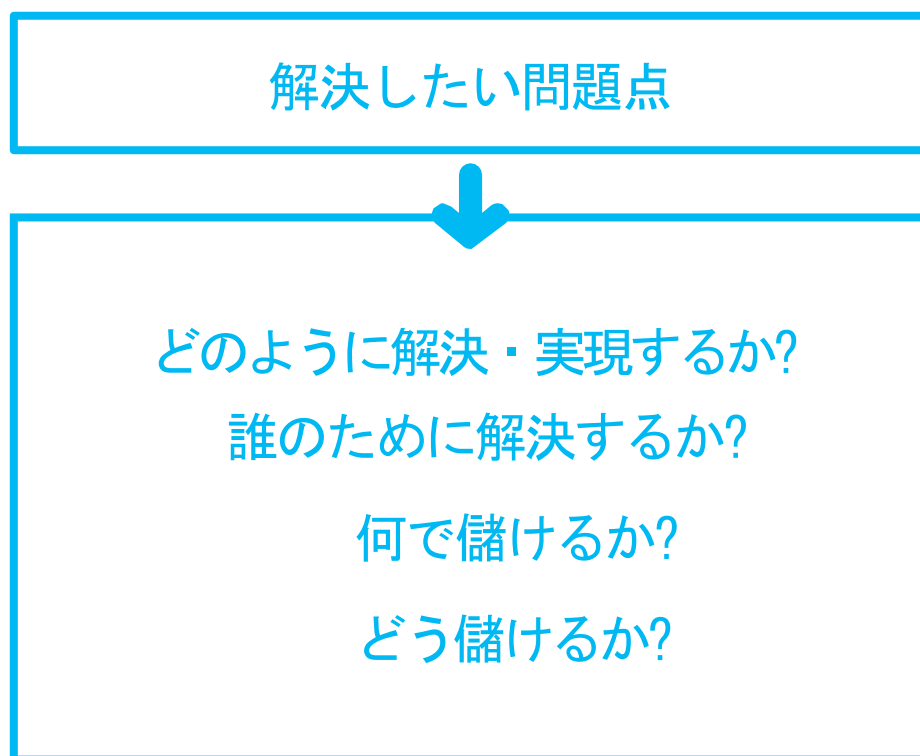 解決したい問題点
どのように解決・実現するか?
誰のために解決するか?
何で儲けるか?
どう儲けるか?